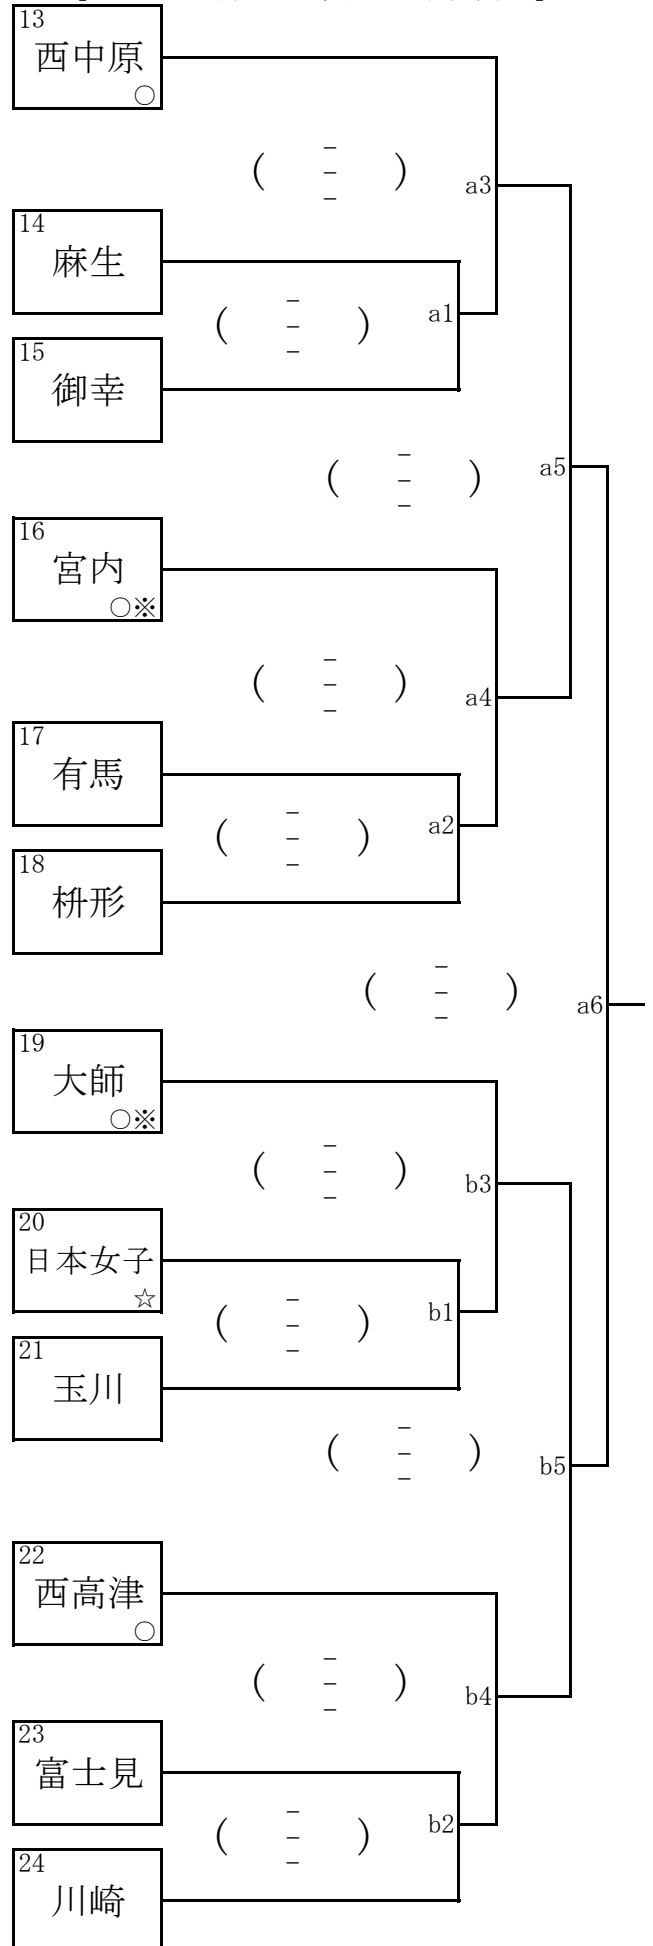 13
西中原
○
( -
- ) a3
-
14
麻生
( -
- ) a1
-
15
御幸
( -
- ) a5
-
16
宮内
○※
( -
- ) a4
-
17
有馬
( -
- ) a2
-
18
枡形
( -
- ) a6
-
19
大師
○※
( -
- ) b3
-
20
日本女子
☆
( -
- ) b1
-
21
玉川
( -
- ) b5
-
22
西高津
○
( -
- ) b4
-
23
富士見
( -
- ) b2
-
24
川崎